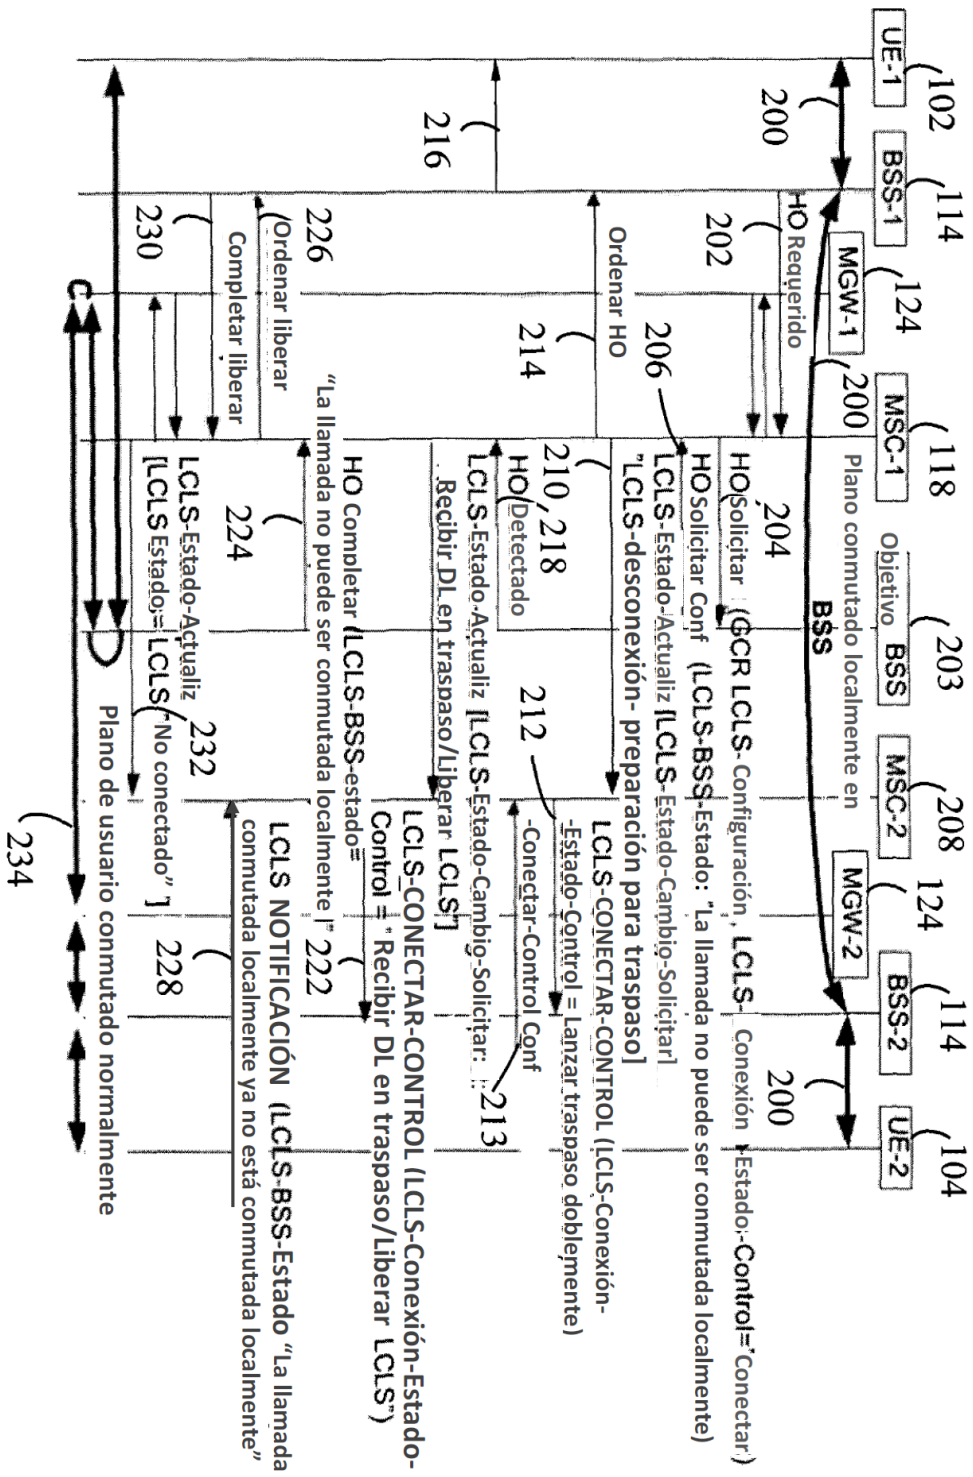 UE-1
102
BSS-1
114
MGW-1
124
MSC-1
118
Objetivo
BSS
203
MSC-2
208
MGW-2
124
BSS-2
114
UE-2
104
200
200
Plano conmutado localmente en
BSS
200
HO Requerido
202
204
HO Solicitar (GCR LCLS- Configuración, LCLS- Conexión -Estado-Control="Conectar")
206
HO Solicitar Conf (LCLS-BSS-Estado: "La llamada no puede ser conmutada localmente)
LCLS-Estado-Actualiz [LCLS-Estado-Cambio-Solicitar]
"LCLS-desconexión- preparación para traspaso]
Ordenar HO
214
210
212
LCLS-CONECTAR-CONTROL (LCLS-Conexión-
-Estado-Control = Lanzar traspaso doblemente)
-Conectar-Control Conf
213
216
HO Detectado
218
LCLS-Estado-Actualiz [LCLS-Estado-Cambio-Solicitar:
Recibir DL en traspaso/Liberar LCLS"]
LCLS-CONECTAR-CONTROL (LCLS-Conexión-Estado-
Control = "Recibir DL en traspaso/Liberar LCLS")
222
HO Completar (LCLS-BSS-estado=
"La llamada no puede ser conmutada localmente)"
224
226
Ordenar liberar
Completar liberar
230
LCLS NOTIFICACIÓN (LCLS-BSS-Estado "La llamada
conmutada localmente ya no está conmutada localmente"
228
LCLS-Estado-Actualiz
[LCLS Estado = LCLS "No conectado"]
232
C
Plano de usuario conmutado normalmente
234